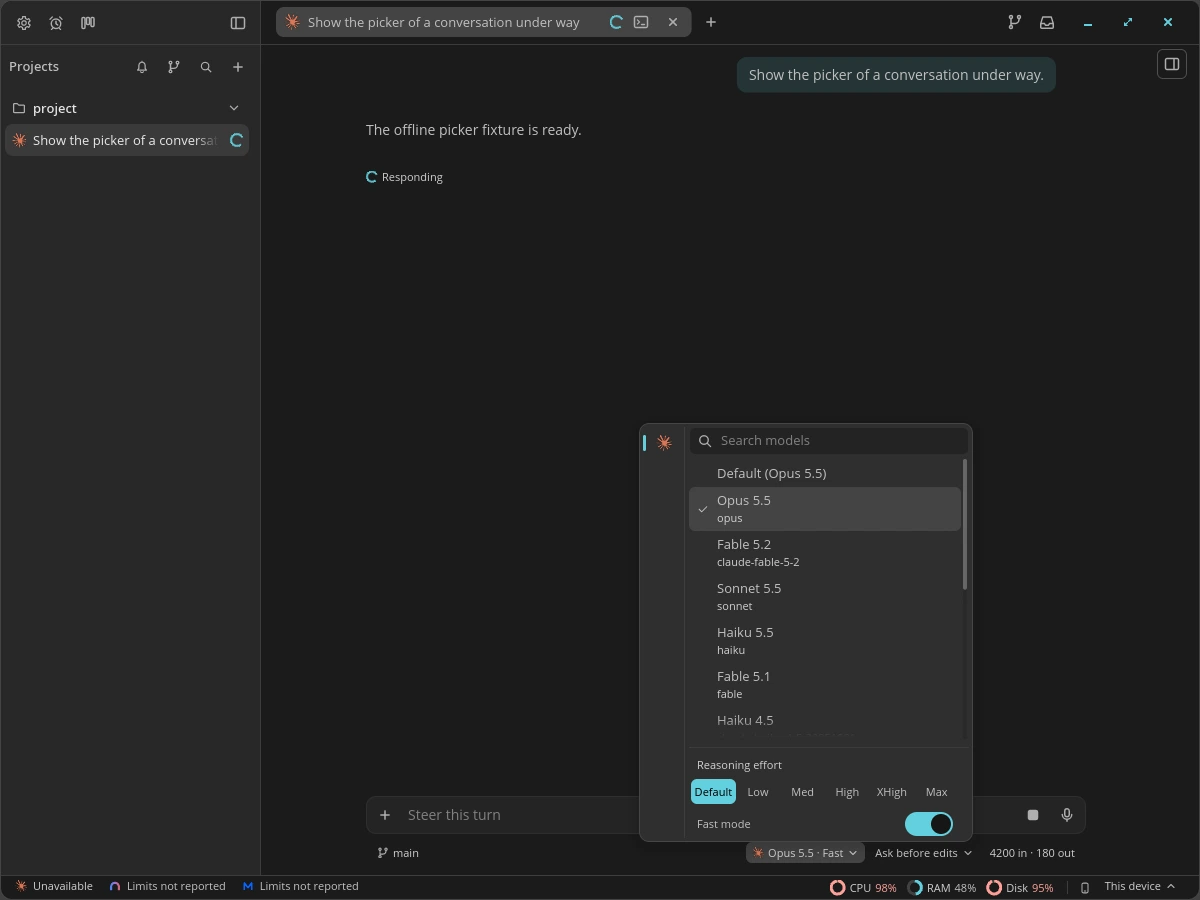 Show the picker of a conversation under way
Projects
project
Show the picker of a conversat
Show the picker of a conversation under way.
The offline picker fixture is ready.
Responding
Search models
Default (Opus 5.5)
Opus 5.5
opus
Fable 5.2
claude-fable-5-2
Sonnet 5.5
sonnet
Haiku 5.5
haiku
Fable 5.1
fable
Haiku 4.5
Reasoning effort
Default Low Med High XHigh Max
Fast mode
Steer this turn
main
Opus 5.5 · Fast
Ask before edits
4200 in · 180 out
Unavailable
Limits not reported
Limits not reported
CPU 98%
RAM 48%
Disk 95%
This device